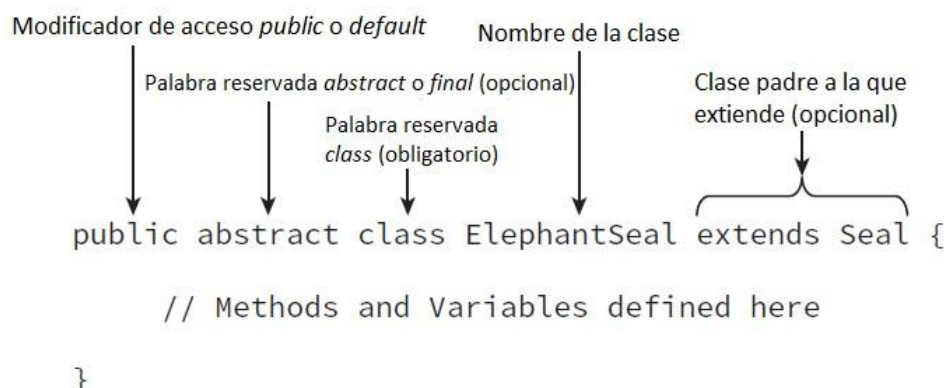 Modificador de acceso public o default
Nombre de la clase
Palabra reservada abstract o final (opcional)
Clase padre a la que
extiende (opcional)
Palabra reservada
class (obligatorio)
public abstract class ElephantSeal extends Seal {
// Methods and Variables defined here
}